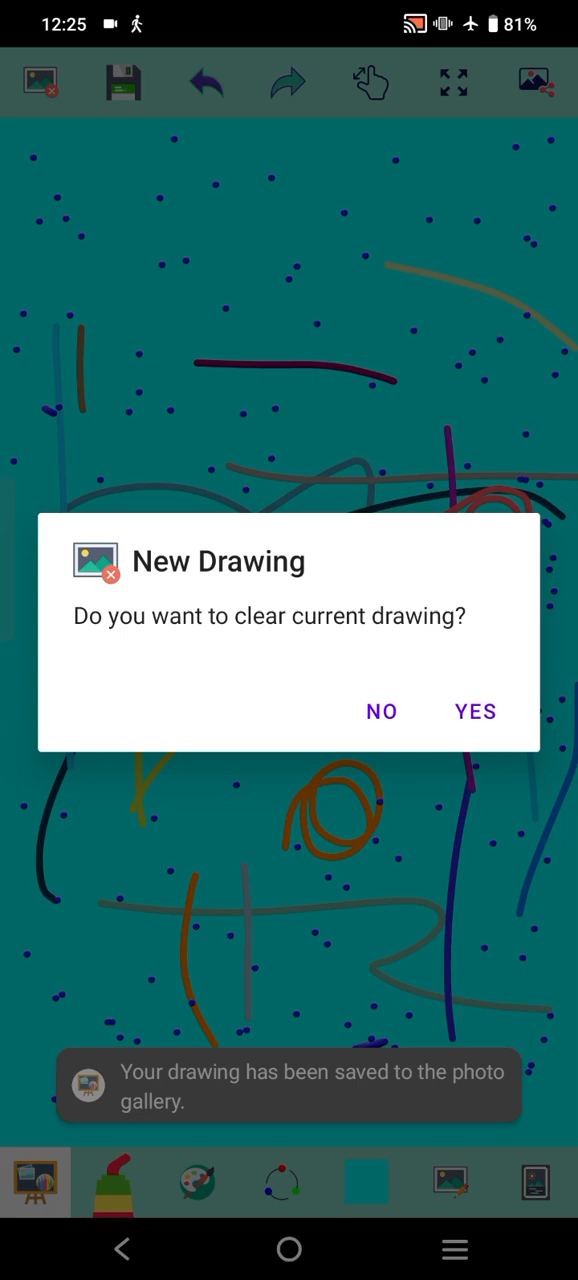 12:25
81%
New Drawing
Do you want to clear current drawing?
NO
YES
Your drawing has been saved to the photo
gallery.